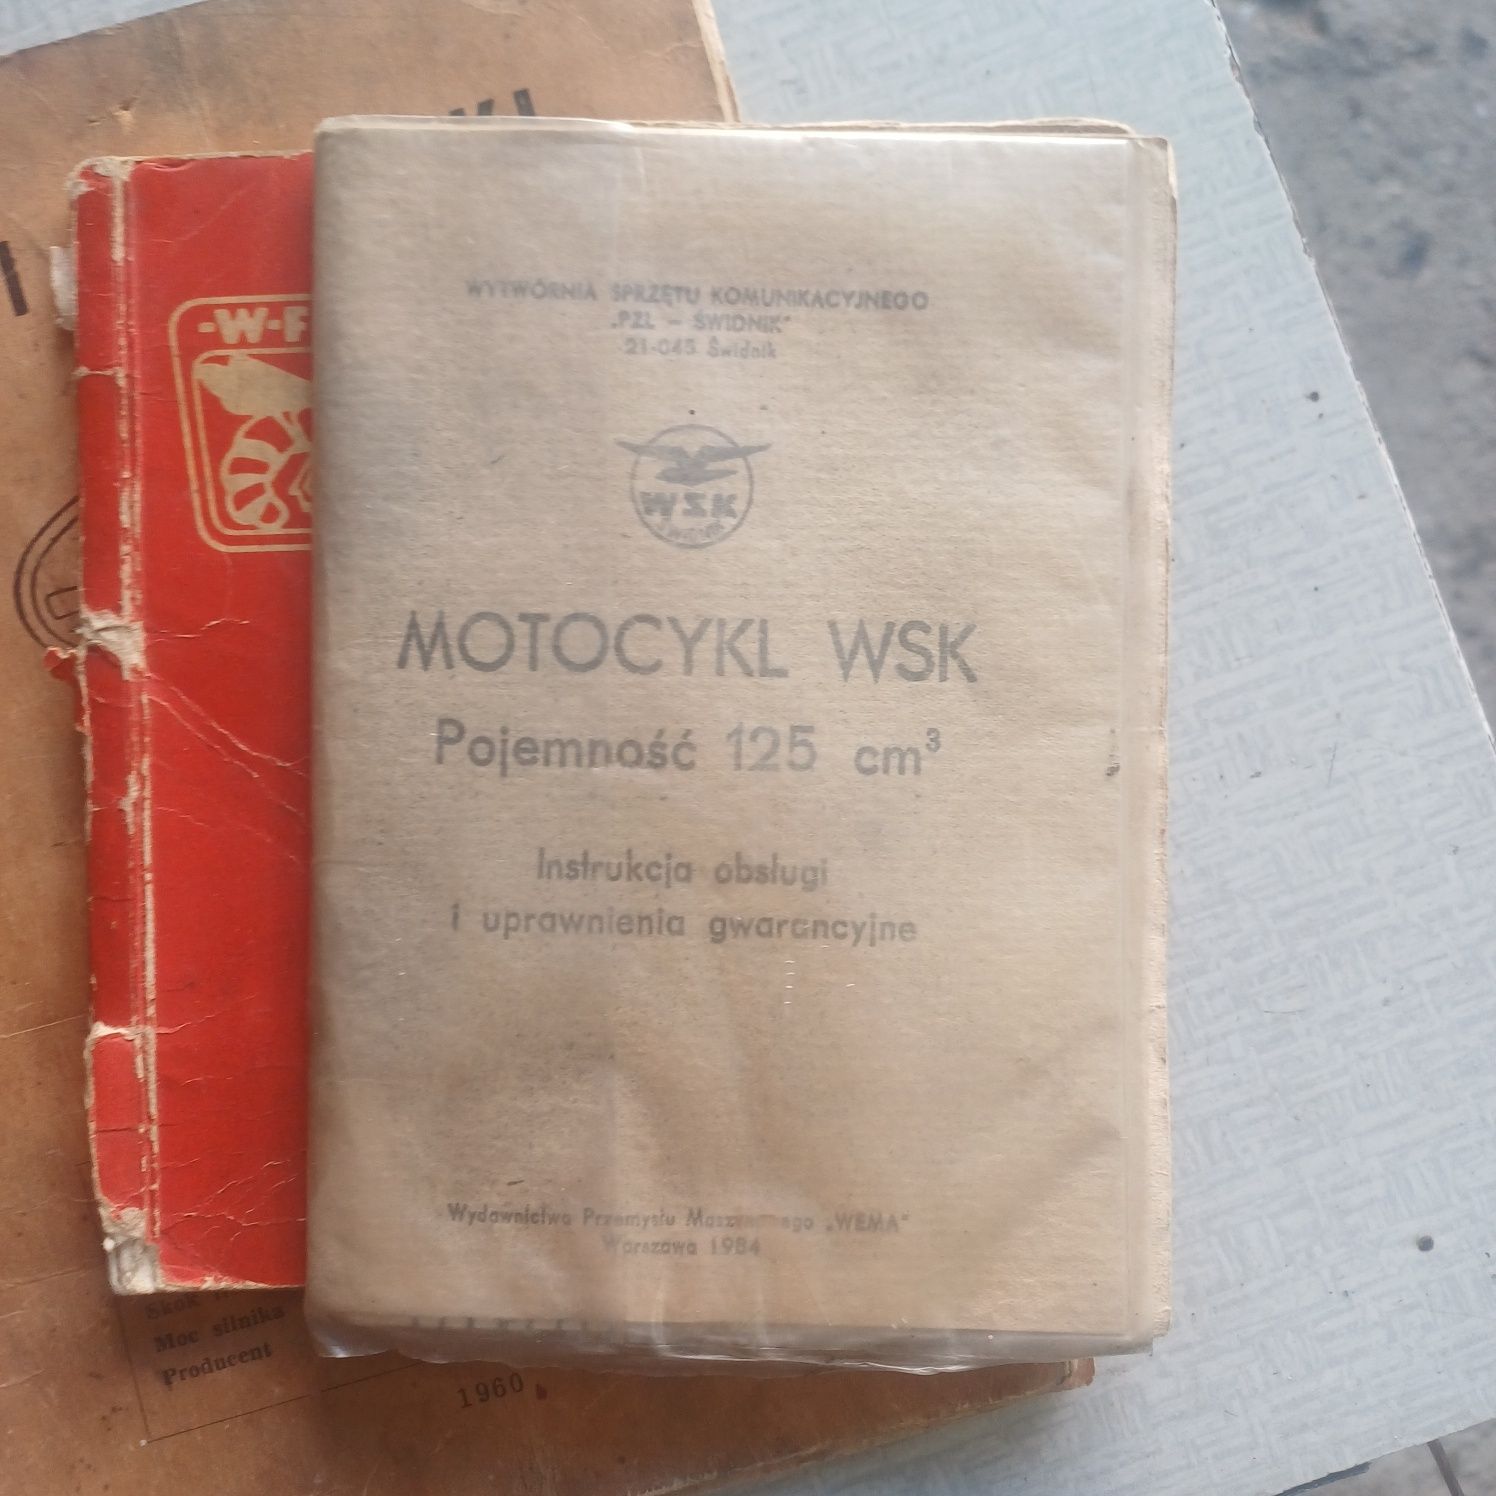 WYTWÓRNIA SPRZĘTU KOMUNIKACYJNEGO
„PZL – ŚWIDNIK"
21-045 Świdnik
WSK
MOTOCYKL WSK
Pojemność 125 cm³
Instrukcja obsługi
i uprawnienia gwarancyjne
Wydawnictwa Przemysłu „WEMA"
Warszawa 1984
-W-F
Skok
Moc silnika
Producent
1960